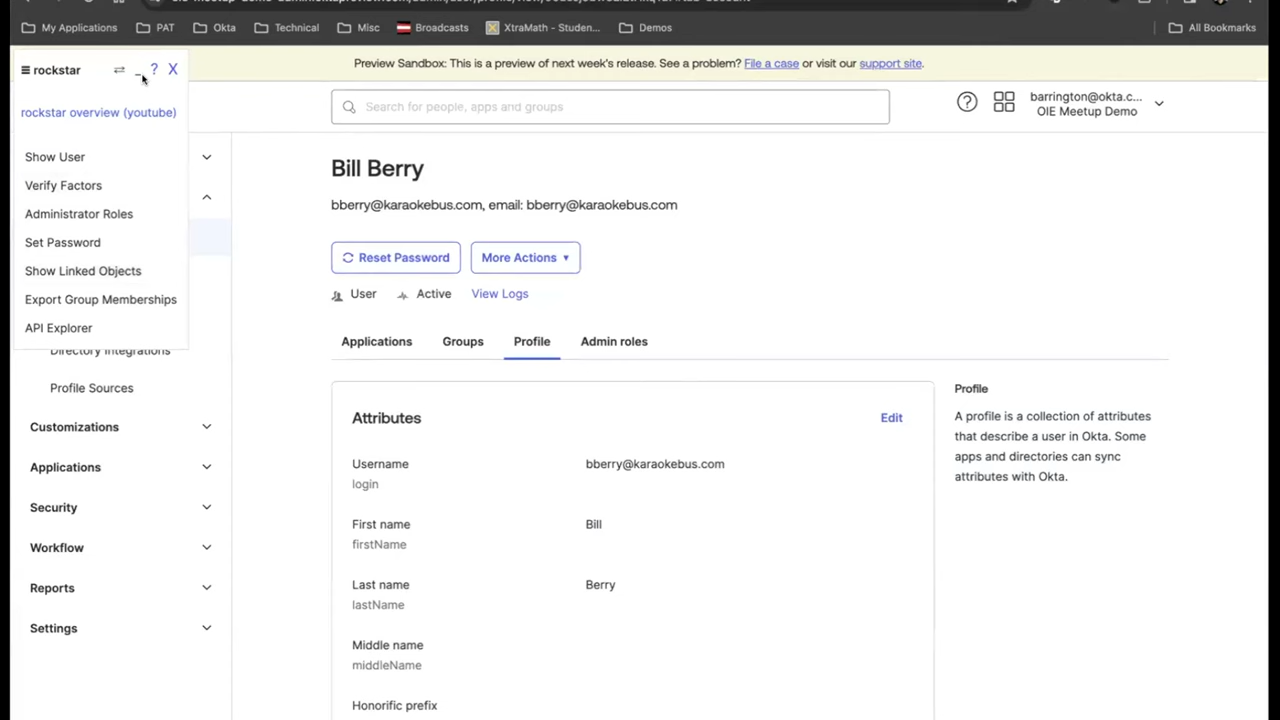 My Applications
PAT
Okta
Technical
Misc
Broadcasts
XtraMath - Studen...
Demos
All Bookmarks
rockstar
?
X
Preview Sandbox: This is a preview of next week's release. See a problem? File a case or visit our support site.
rockstar overview (youtube)
Search for people, apps and groups
barrington@okta.c...
OIE Meetup Demo
Show User
Verify Factors
Administrator Roles
Set Password
Show Linked Objects
Export Group Memberships
API Explorer
Directory Integrations
Profile Sources
Customizations
Applications
Security
Workflow
Reports
Settings
Bill Berry
bberry@karaokebus.com, email: bberry@karaokebus.com
Reset Password
More Actions
User
Active
View Logs
Applications
Groups
Profile
Admin roles
Attributes
Edit
Username
login
bberry@karaokebus.com
First name
firstName
Bill
Last name
lastName
Berry
Middle name
middleName
Honorific prefix
Profile
A profile is a collection of attributes
that describe a user in Okta. Some
apps and directories can sync
attributes with Okta.